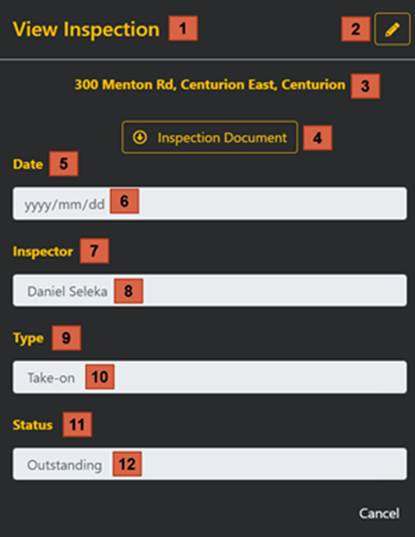 View Inspection 1 2
300 Menton Rd, Centurion East, Centurion 3
Inspection Document 4
Date 5
yyyy/mm/dd 6
Inspector 7
Daniel Seleka 8
Type 9
Take-on 10
Status 11
Outstanding 12
Cancel